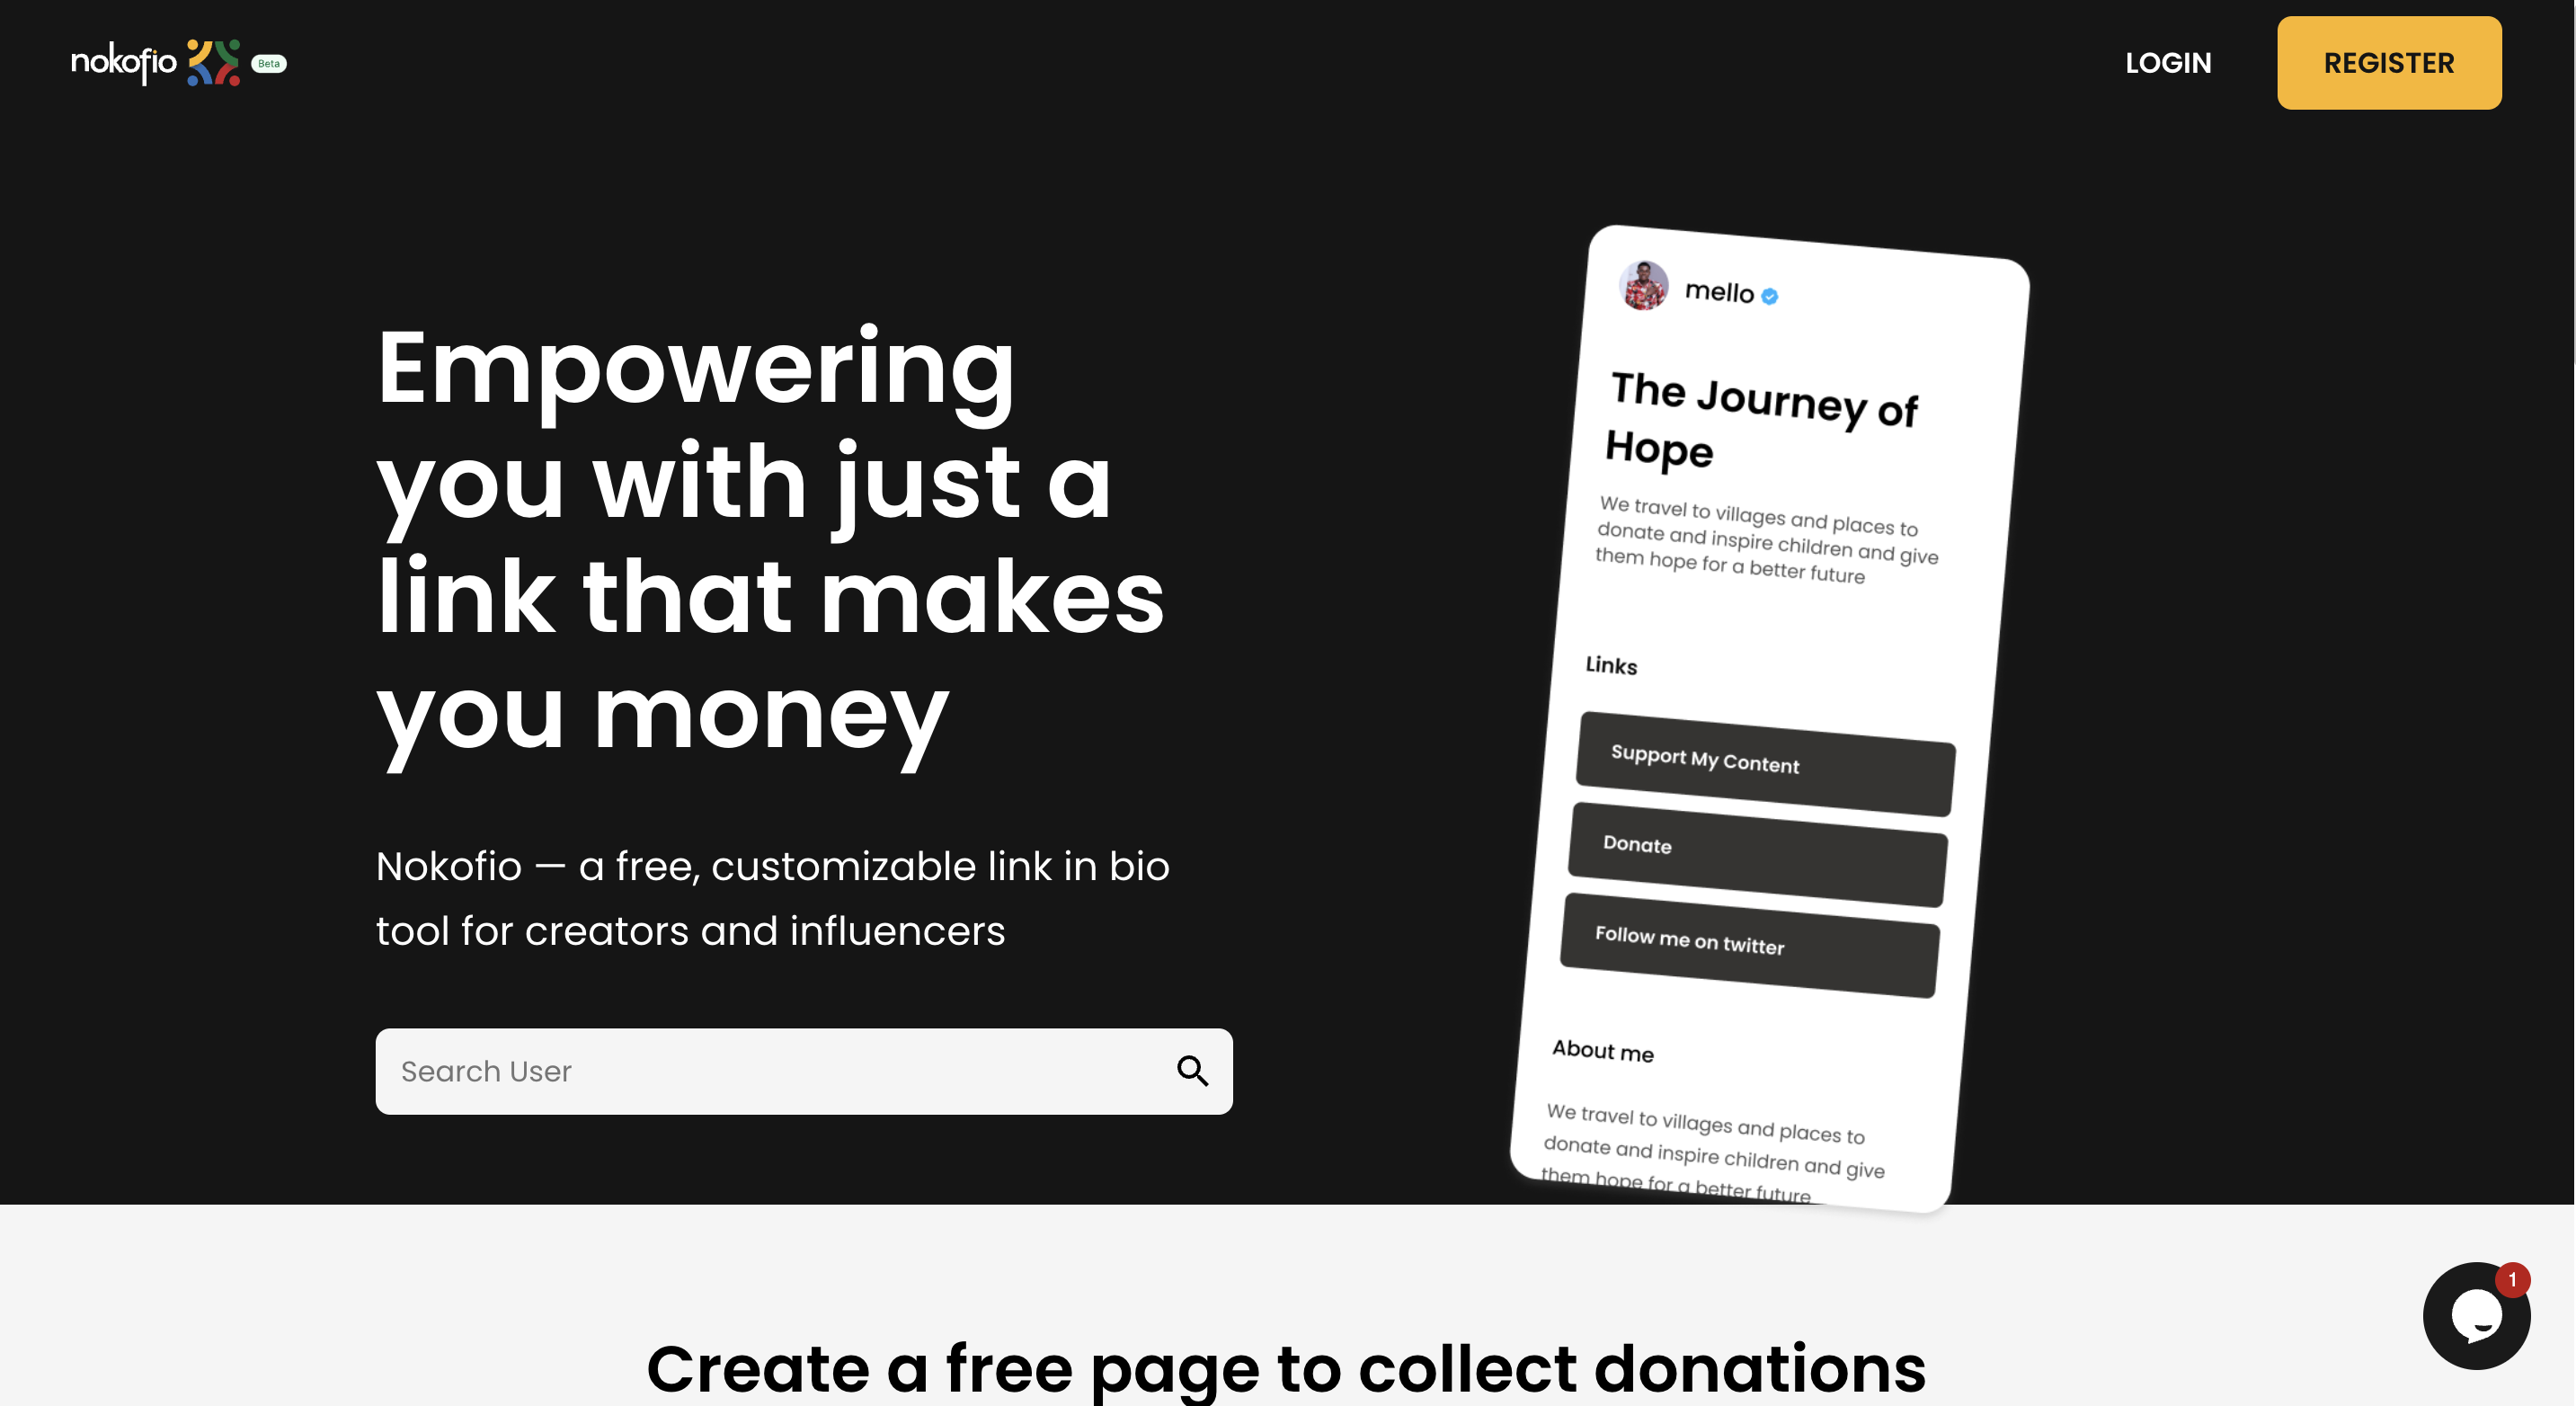 nokofio Beta
LOGIN
REGISTER
Empowering
you with just a
link that makes
you money
Nokofio — a free, customizable link in bio
tool for creators and influencers
Search User
mello
The Journey of
Hope
We travel to villages and places to
donate and inspire children and give
them hope for a better future
Links
Support My Content
Donate
Follow me on twitter
About me
We travel to villages and places to
donate and inspire children and give
them hope for a better future
1
Create a free page to collect donations